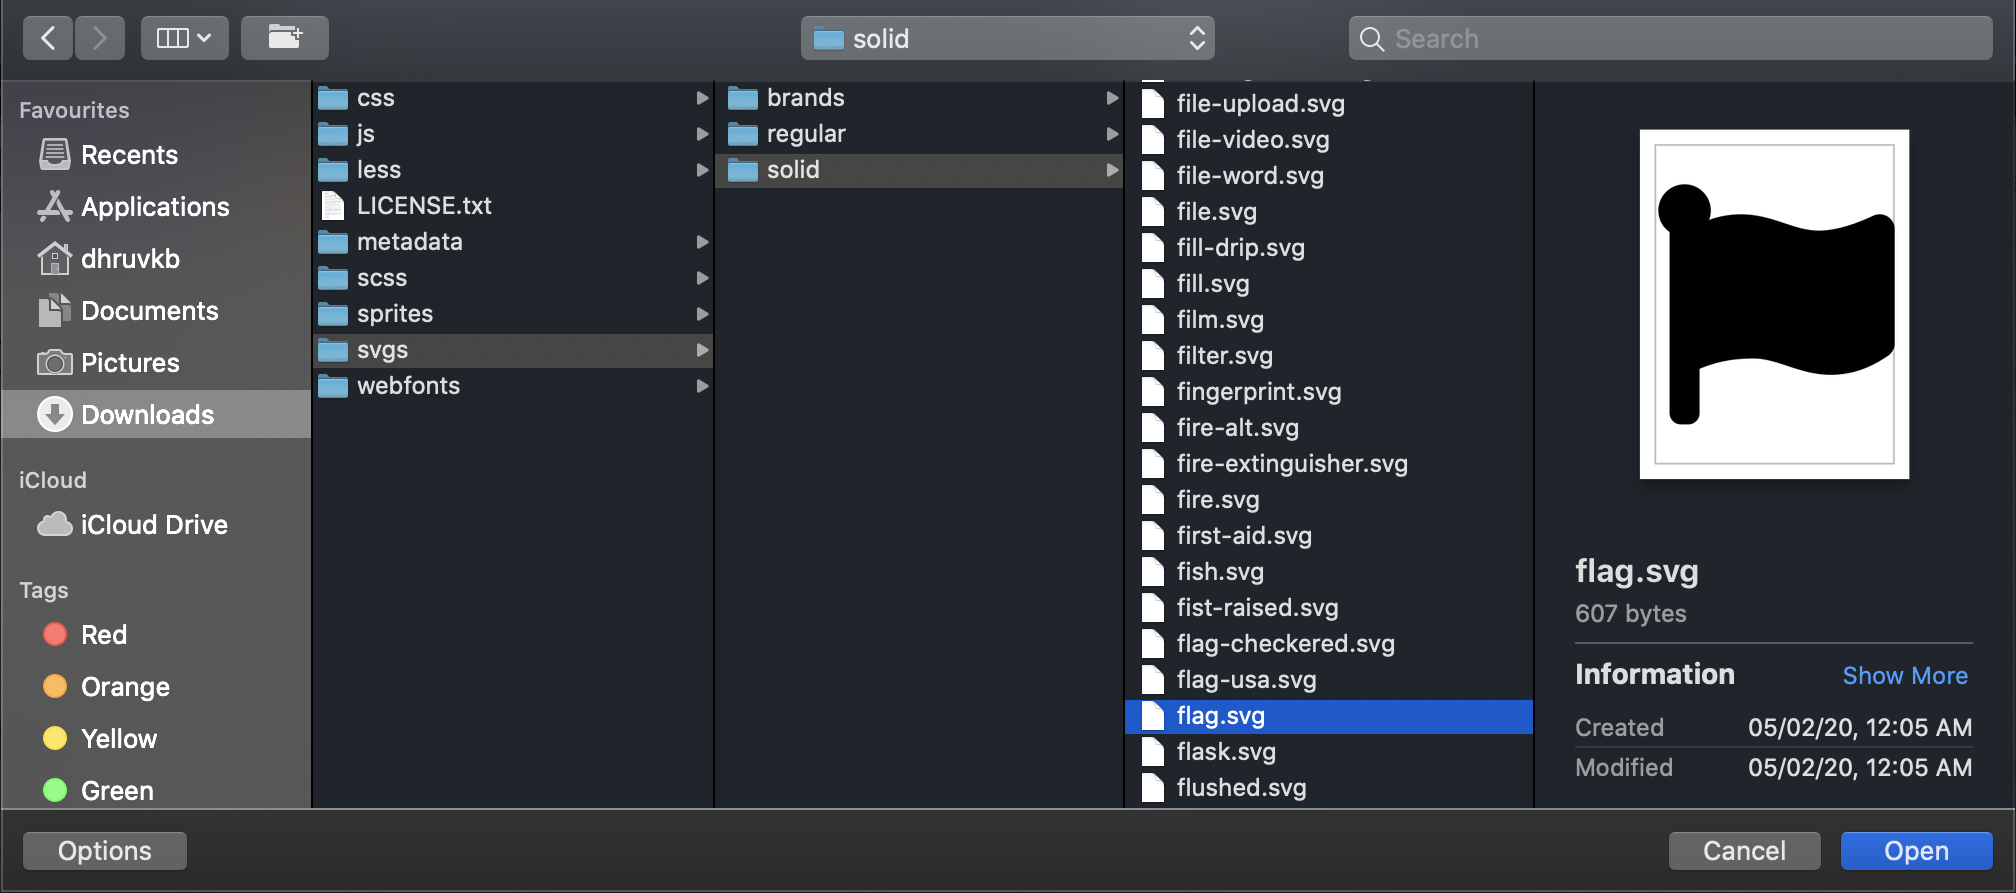 solid
Search
Favourites
Recents
Applications
dhruvkb
Documents
Pictures
Downloads
iCloud
iCloud Drive
Tags
Red
Orange
Yellow
Green
css
js
less
LICENSE.txt
metadata
scss
sprites
svgs
webfonts
brands
regular
solid
file-upload.svg
file-video.svg
file-word.svg
file.svg
fill-drip.svg
fill.svg
film.svg
filter.svg
fingerprint.svg
fire-alt.svg
fire-extinguisher.svg
fire.svg
first-aid.svg
fish.svg
fist-raised.svg
flag-checkered.svg
flag-usa.svg
flag.svg
flask.svg
flushed.svg
flag.svg
607 bytes
Information Show More
Created 05/02/20, 12:05 AM
Modified 05/02/20, 12:05 AM
Options
Cancel
Open